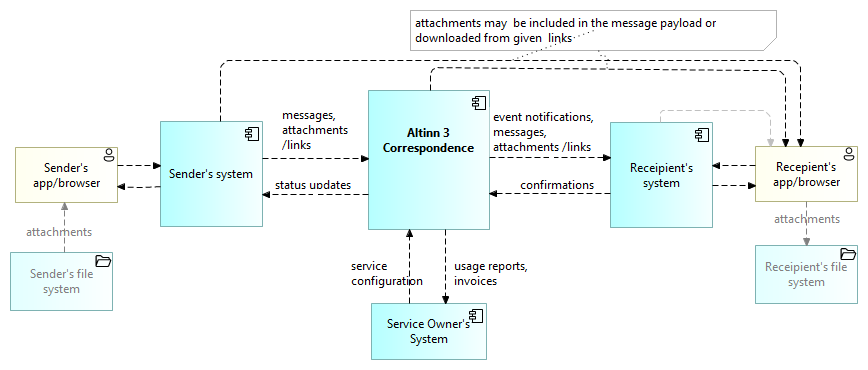 attachments may  be included in the message payload or
downloaded from given  links
messages,
attachments
/links
Altinn 3
Correspondence
event notifications,
messages,
attachments /links
Sender's
app/browser
Sender's system
status updates
confirmations
Receipient's
system
Recepient's
app/browser
attachments
attachments
Sender's file
system
service
configuration
usage reports,
invoices
Receipient's file
system
Service Owner's
System